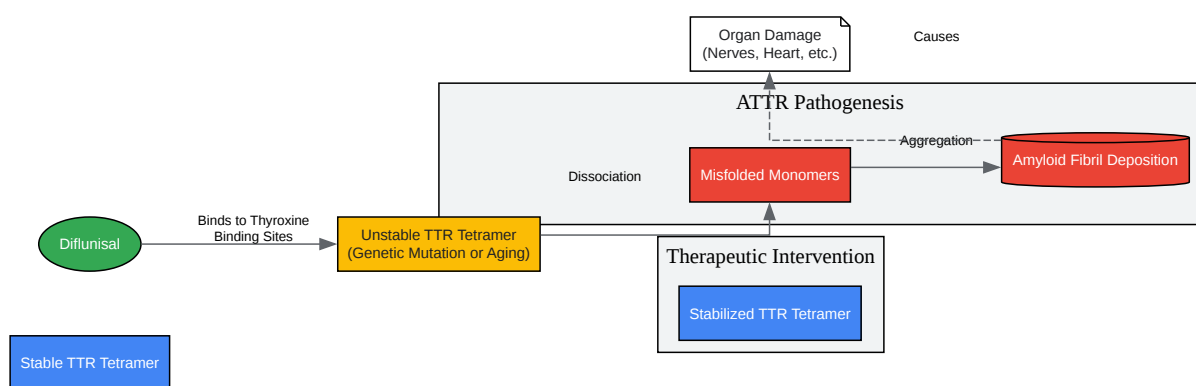 Organ Damage
(Nerves, Heart, etc.)
Causes
ATTR Pathogenesis
Aggregation
Amyloid Fibril Deposition
Misfolded Monomers
Dissociation
Binds to Thyroxine
Binding Sites
Diflunisal
Unstable TTR Tetramer
(Genetic Mutation or Aging)
Therapeutic Intervention
Stabilized TTR Tetramer
Stable TTR Tetramer